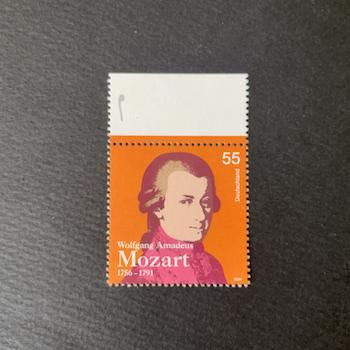 55
Deutschland
Wolfgang Amadeus
Mozart
1756 - 1791